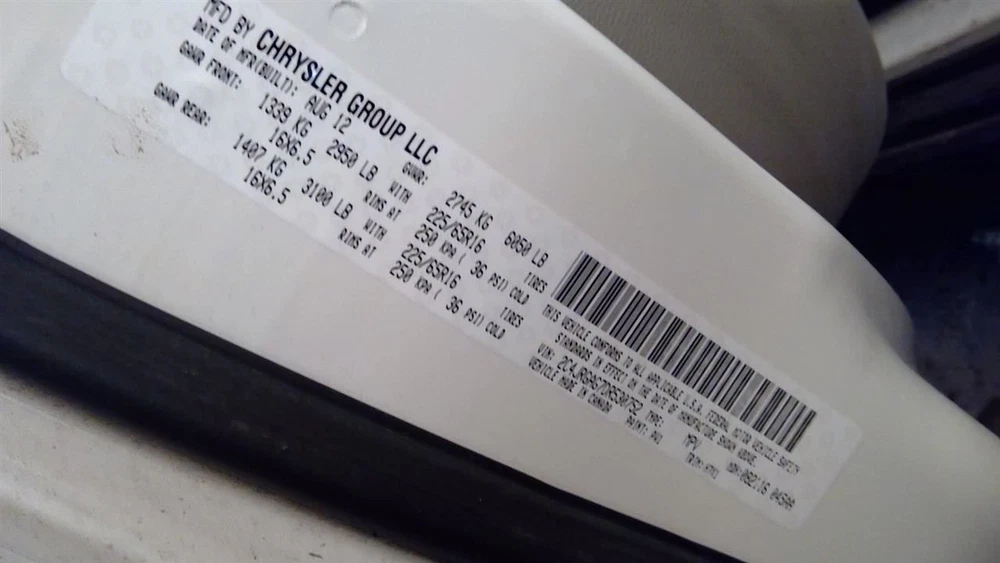 MFD BY CHRYSLER GROUP LLC
DATE OF MFR(BUILT): AUG 12 GVWR: 2745 KG 6050 LB
GAWR FRONT: 1339 KG 2950 LB WITH 225/65R16 TIRES
16X6.5 RIMS AT 250 KPA ( 36 PSI) COLD
GAWR REAR: 1407 KG 3100 LB WITH 225/65R16 TIRES
16X6.5 RIMS AT 250 KPA ( 36 PSI) COLD
THIS VEHICLE CONFORMS TO ALL APPLICABLE U.S.A. FEDERAL MOTOR VEHICLE SAFETY
STANDARDS IN EFFECT ON THE DATE OF MANUFACTURE SHOWN ABOVE.
VIN: TYPE: MPV
VEHICLE MADE IN CANADA PAINT: TRIM: